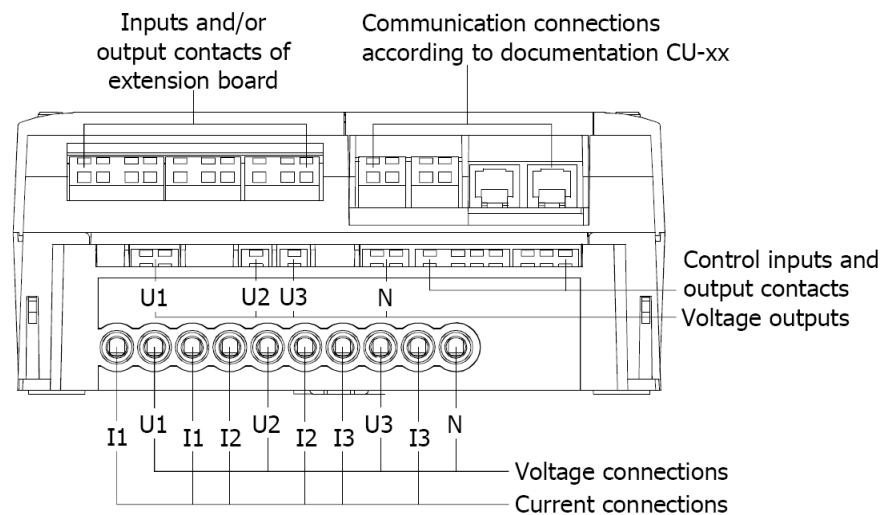 Inputs and/or
output contacts of
extension board
Communication connections
according to documentation CU-xx
Control inputs and
output contacts
U1 U2 U3 N
Voltage outputs
I1 U1 I1 I2 U2 I2 I3 U3 I3 N
Voltage connections
Current connections